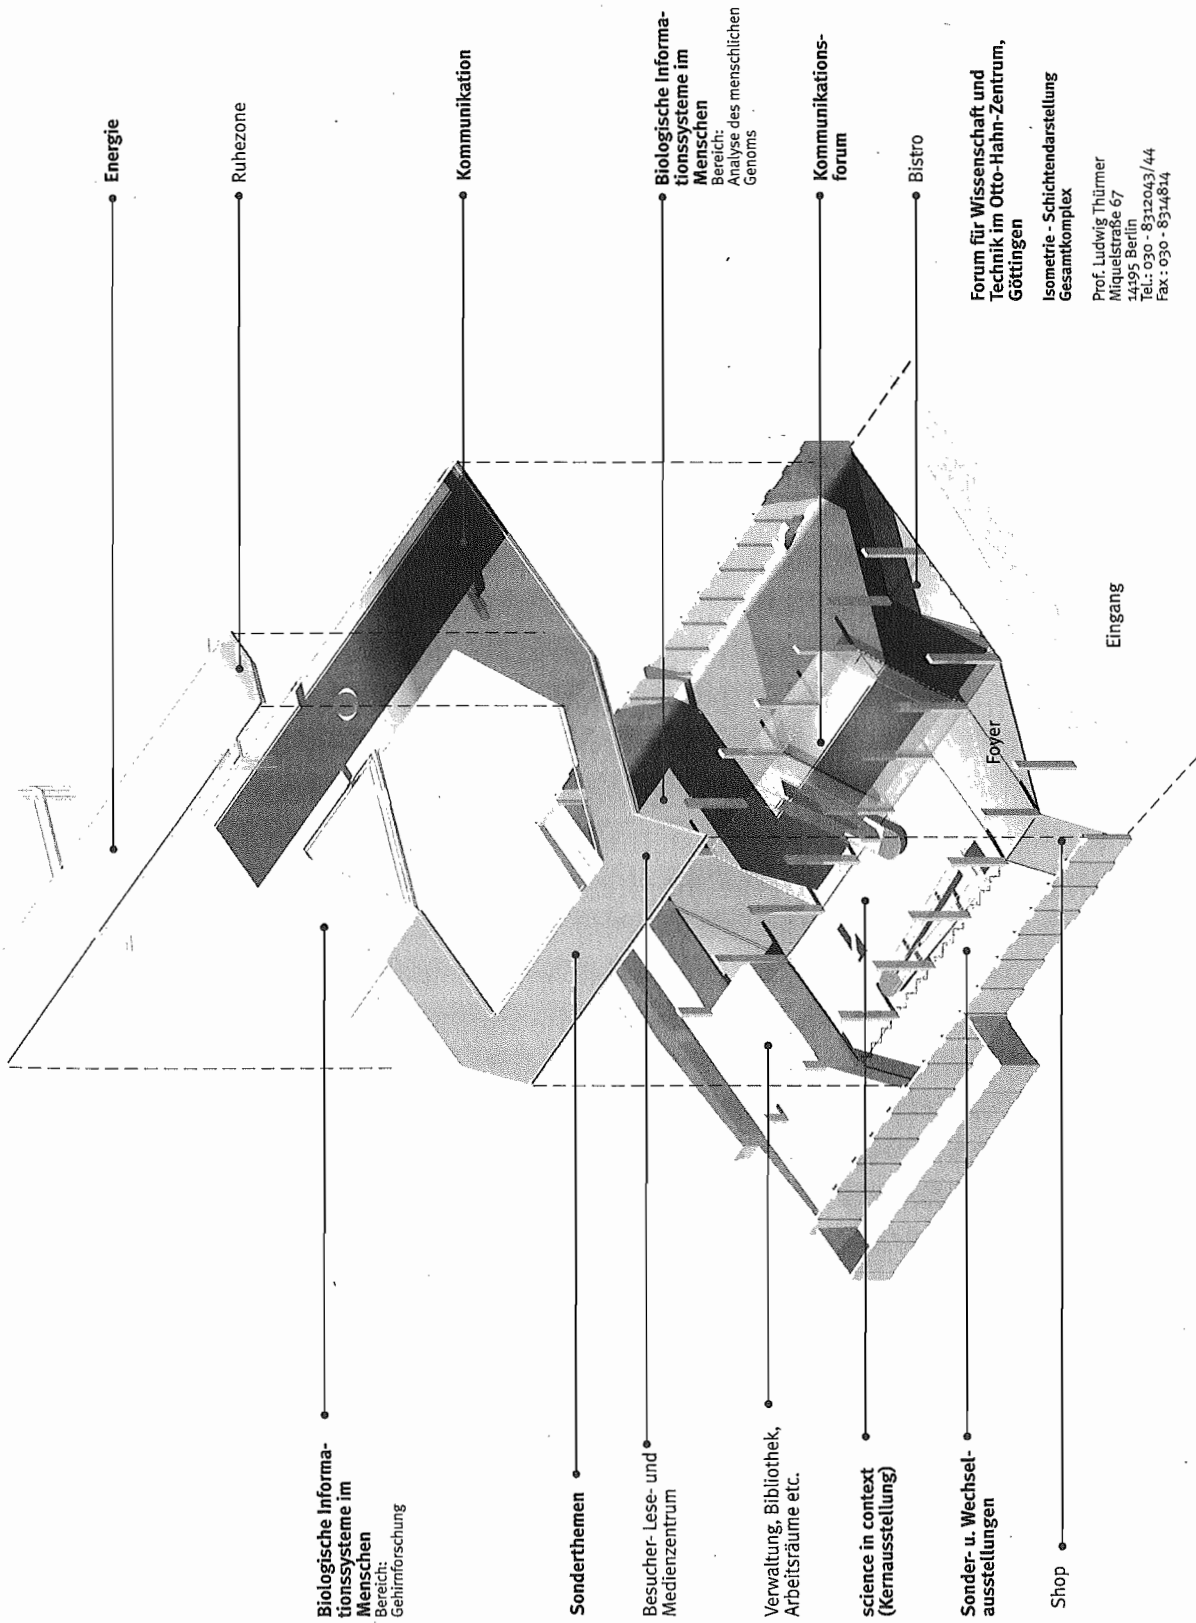 Energie
Ruhezone
Kommunikation
Biologische Informa-
tionssysteme im
Menschen
Bereich:
Analyse des menschlichen
Genoms
Kommunikations-
forum
Bistro
Biologische Informa-
tionssysteme im
Menschen
Bereich:
Gehirnforschung
Sonderthemen
Besucher- Lese- und
Medienzentrum
Verwaltung, Bibliothek,
Arbeitsräume etc.
science in context
(Kernausstellung)
Sonder- u. Wechsel-
ausstellungen
Shop
Foyer
Eingang
Forum für Wissenschaft und
Technik im Otto-Hahn-Zentrum,
Göttingen
Isometrie - Schichtendarstellung
Gesamtkomplex
Prof. Ludwig Thürmer
Miquelstraße 67
14195 Berlin
Tel.: 030 - 8312043/44
Fax : 030 - 8314814